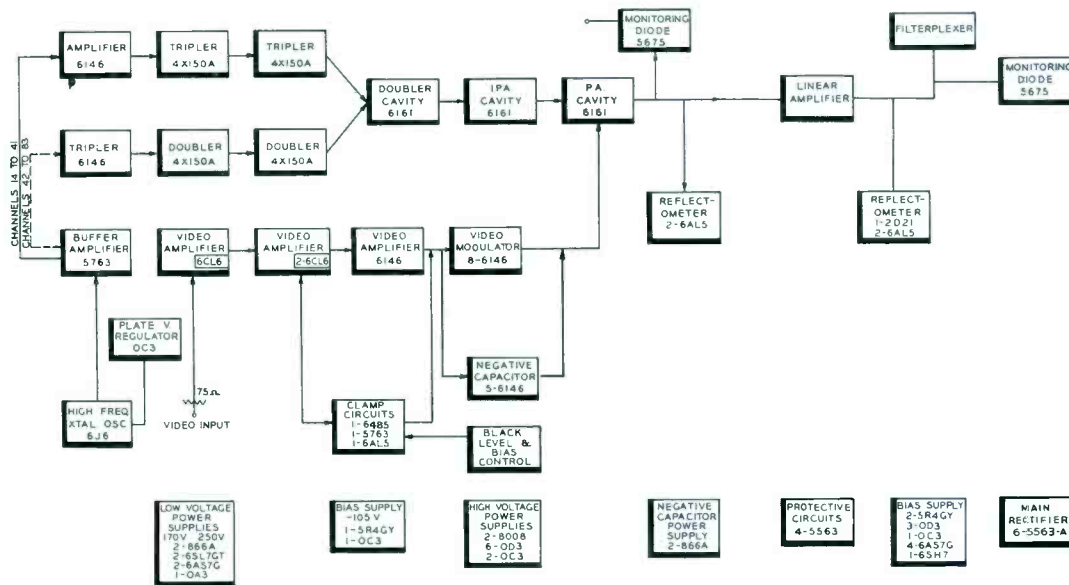 AMPLIFIER
6146
TRIPLER
4X150A
TRIPLER
4X150A
DOUBLER
CAVITY
6161
IPA
CAVITY
6161
P.A.
CAVITY
6161
MONITORING
DIODE
5675
LINEAR
AMPLIFIER
FILTERPLEXER
MONITORING
DIODE
5675
CHANNELS 14 TO 41
CHANNELS 42 TO 83
TRIPLER
6146
DOUBLER
4X150A
DOUBLER
4X150A
REFLECT-
OMETER
2-6AL5
REFLECT-
OMETER
1-2D21
2-6AL5
BUFFER
AMPLIFIER
5763
VIDEO
AMPLIFIER
6CL6
VIDEO
AMPLIFIER
2-6CL6
VIDEO
AMPLIFIER
6146
VIDEO
MODULATOR
8-6146
PLATE V.
REGULATOR
OC3
HIGH FREQ
XTAL OSC
6J6
75Ω
VIDEO INPUT
NEGATIVE
CAPACITOR
5-6146
CLAMP
CIRCUITS
1-6485
1-5763
1-6AL5
BLACK
LEVEL &
BIAS
CONTROL
LOW VOLTAGE
POWER
SUPPLIES
170V 250V
2-866A
2-6SL7GT
2-6AS7G
1-OA3
BIAS SUPPLY
-105V
1-5R4GY
1-OC3
HIGH VOLTAGE
POWER
SUPPLIES
2-8008
6-OD3
2-OC3
NEGATIVE
CAPACITOR
POWER
SUPPLY
2-866A
PROTECTIVE
CIRCUITS
4-5563
BIAS SUPPLY
2-5R4GY
3-OD3
1-OC3
4-6AS7G
1-6SH7
MAIN
RECTIFIER
6-5563-A